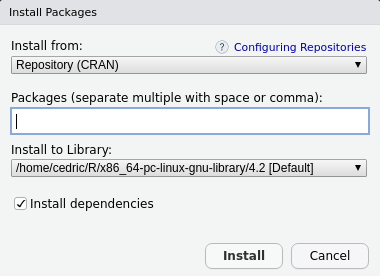 Install Packages
Install from:
? Configuring Repositories
Repository (CRAN)
Packages (separate multiple with space or comma):
Install to Library:
/home/cedric/R/x86_64-pc-linux-gnu-library/4.2 [Default]
Install dependencies
Install
Cancel